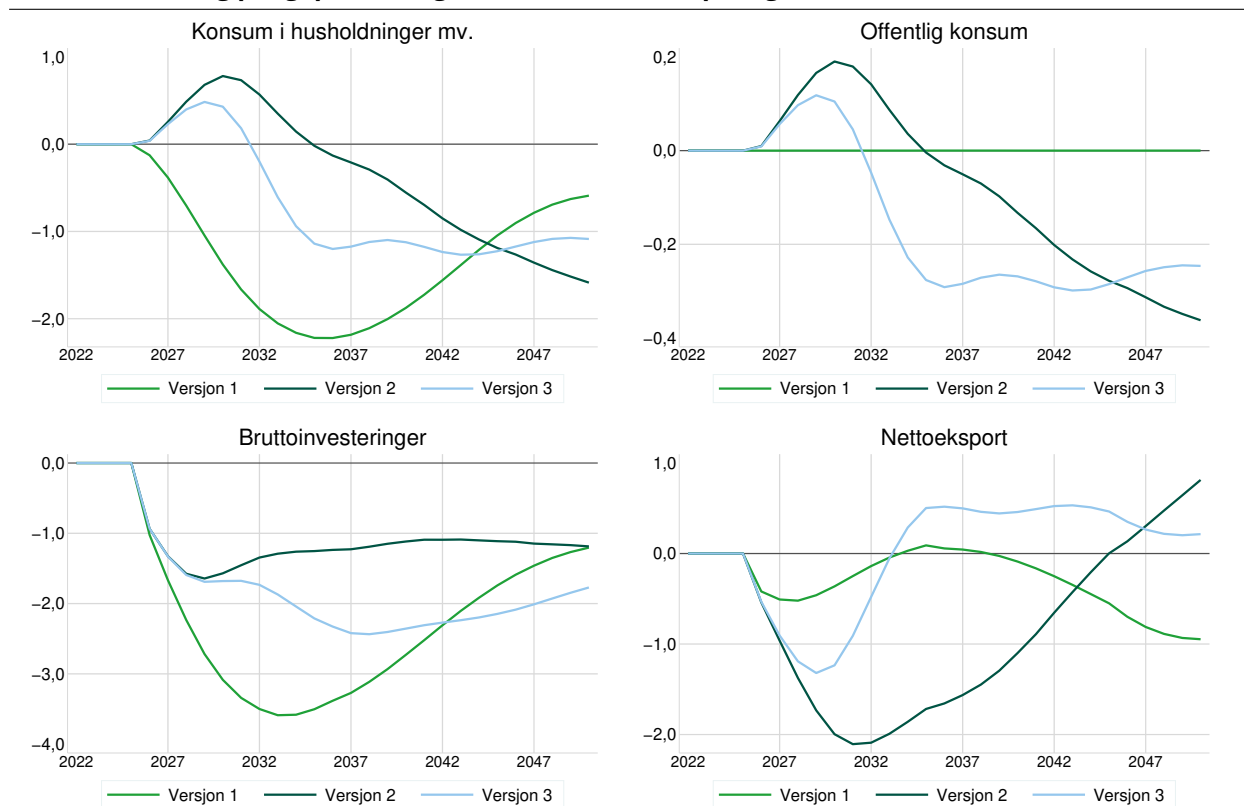 Konsum i husholdninger mv.
1,0
0,0
−1,0
−2,0
2022 2027 2032 2037 2042 2047
Versjon 1 Versjon 2 Versjon 3
Offentlig konsum
0,2
0,0
−0,2
−0,4
2022 2027 2032 2037 2042 2047
Versjon 1 Versjon 2 Versjon 3
Bruttoinvesteringer
0,0
−1,0
−2,0
−3,0
−4,0
2022 2027 2032 2037 2042 2047
Versjon 1 Versjon 2 Versjon 3
Nettoeksport
1,0
0,0
−1,0
−2,0
2022 2027 2032 2037 2042 2047
Versjon 1 Versjon 2 Versjon 3